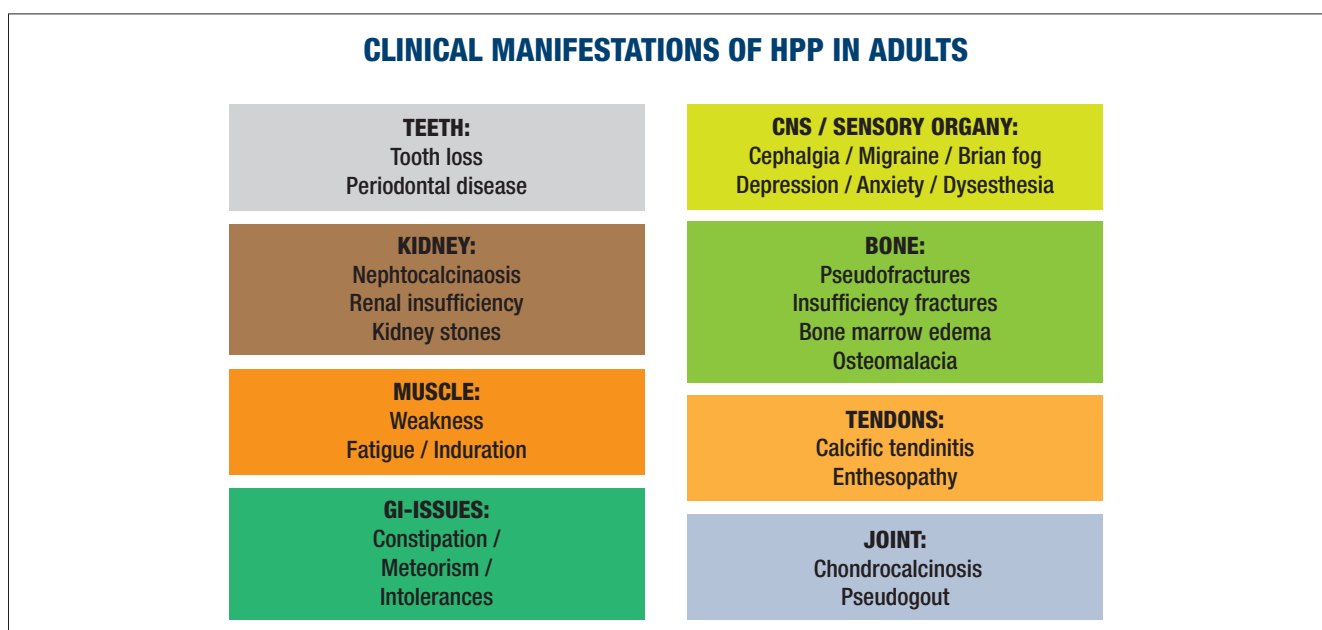 CLINICAL MANIFESTATIONS OF HPP IN ADULTS
TEETH:
Tooth loss
Periodontal disease
KIDNEY:
Nephtocalcinaosis
Renal insufficiency
Kidney stones
MUSCLE:
Weakness
Fatigue / Induration
GI-ISSUES:
Constipation /
Meteorism /
Intolerances
CNS / SENSORY ORGANY:
Cephalgia / Migraine / Brian fog
Depression / Anxiety / Dysesthesia
BONE:
Pseudofractures
Insufficiency fractures
Bone marrow edema
Osteomalacia
TENDONS:
Calcific tendinitis
Enthesopathy
JOINT:
Chondrocalcinosis
Pseudogout